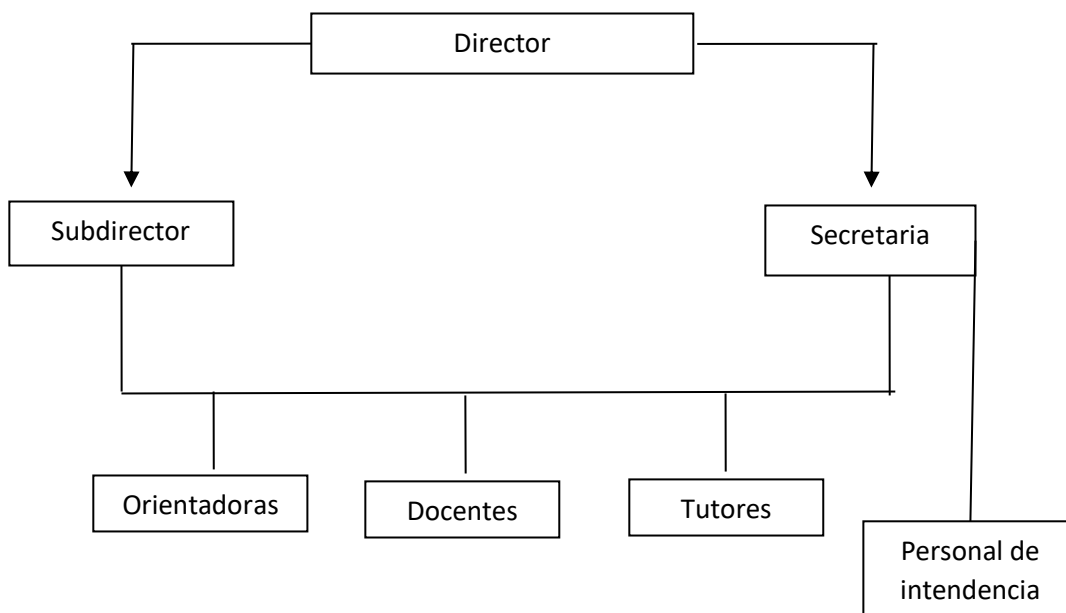 Director
Subdirector
Secretaria
Orientadoras
Docentes
Tutores
Personal de
intendencia